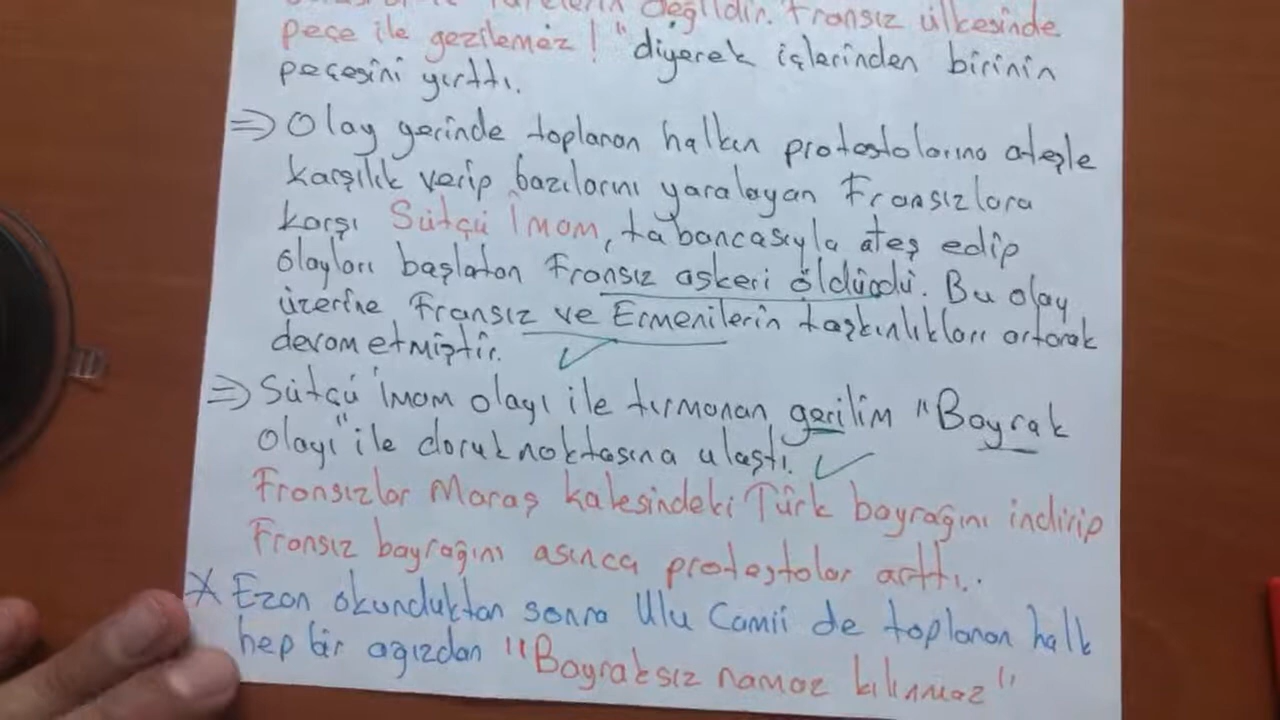 değildir. Fransız ülkesinde
peçe ile gezilemez! "diyerek içlerinden birinin
peçesini yırttı.
=> Olay yerinde toplanan halkın protestolarına ateşle
karşılık verip bazılarını yaralayan Fransızlara
karşı Sütçü İmam, tabancasıyla ateş edip
olayları başlatan Fransız askeri öldürdü. Bu olay
üzerine Fransız ve Ermenilerin taşkınlıkları artarak
devam etmiştir.
=> Sütçü İmam olayı ile tırmanan gerilim "Bayrak
olayı" ile doruk noktasına ulaştı.
Fransızlar Maraş kalesindeki Türk bayrağını indirip
Fransız bayrağını asınca protestolar arttı..
* Ezan okunduktan sonra Ulu Camii de toplanan halk
hep bir ağızdan "Bayraksız namaz kılınmaz"